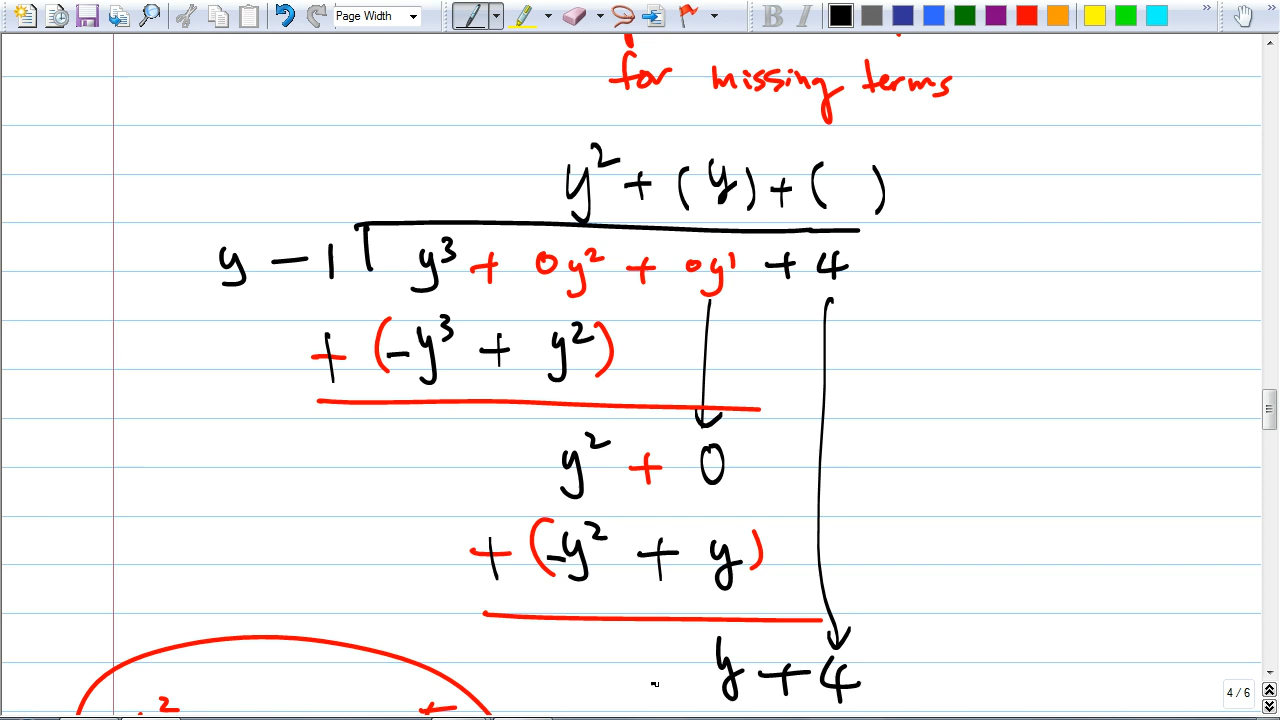 Page Width
B I
for missing terms
y² + ( y ) + ( )
y - 1 y³ + 0y² + 0y¹ + 4
+ (-y³ + y²)
y² + 0
+ (-y² + y)
y + 4
2
4 / 6